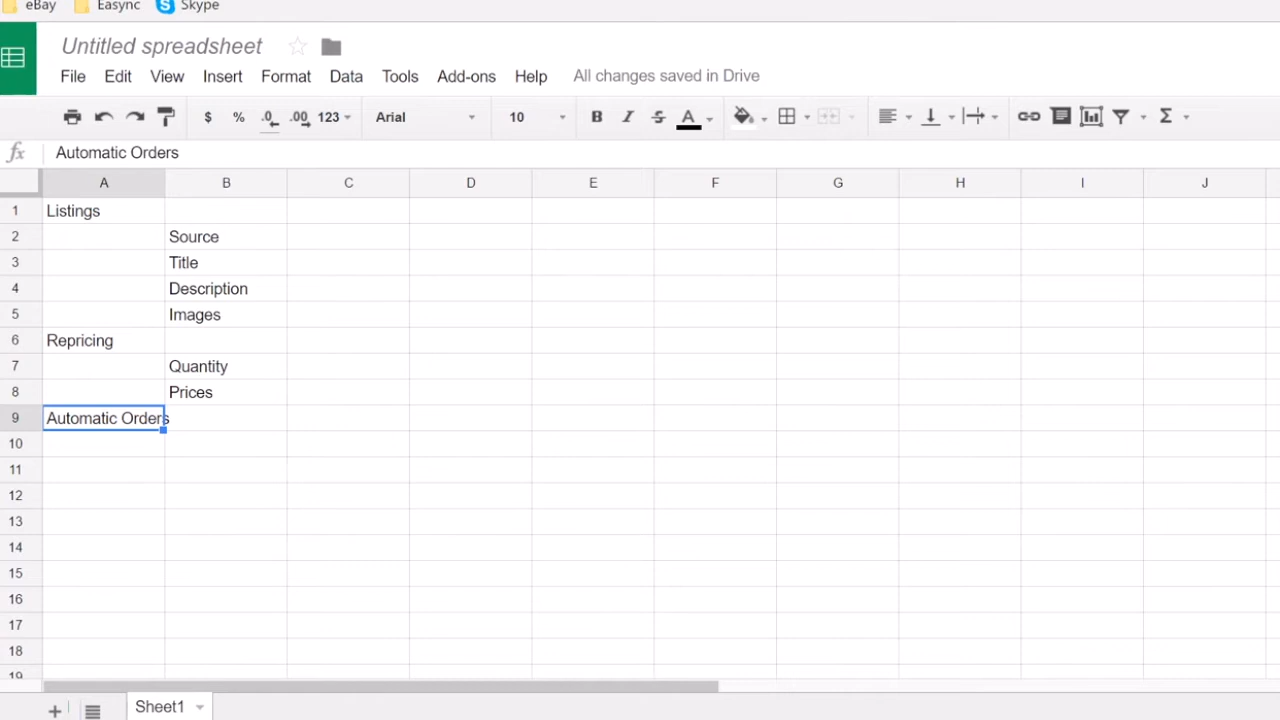 eBay Easync Skype
Untitled spreadsheet
File Edit View Insert Format Data Tools Add-ons Help All changes saved in Drive
$ % .0 .00 123 Arial 10 B I S A Σ
fx Automatic Orders
A B C D E F G H I J
1 Listings
2 Source
3 Title
4 Description
5 Images
6 Repricing
7 Quantity
8 Prices
9 Automatic Orders
10
11
12
13
14
15
16
17
18
19
+ Sheet1